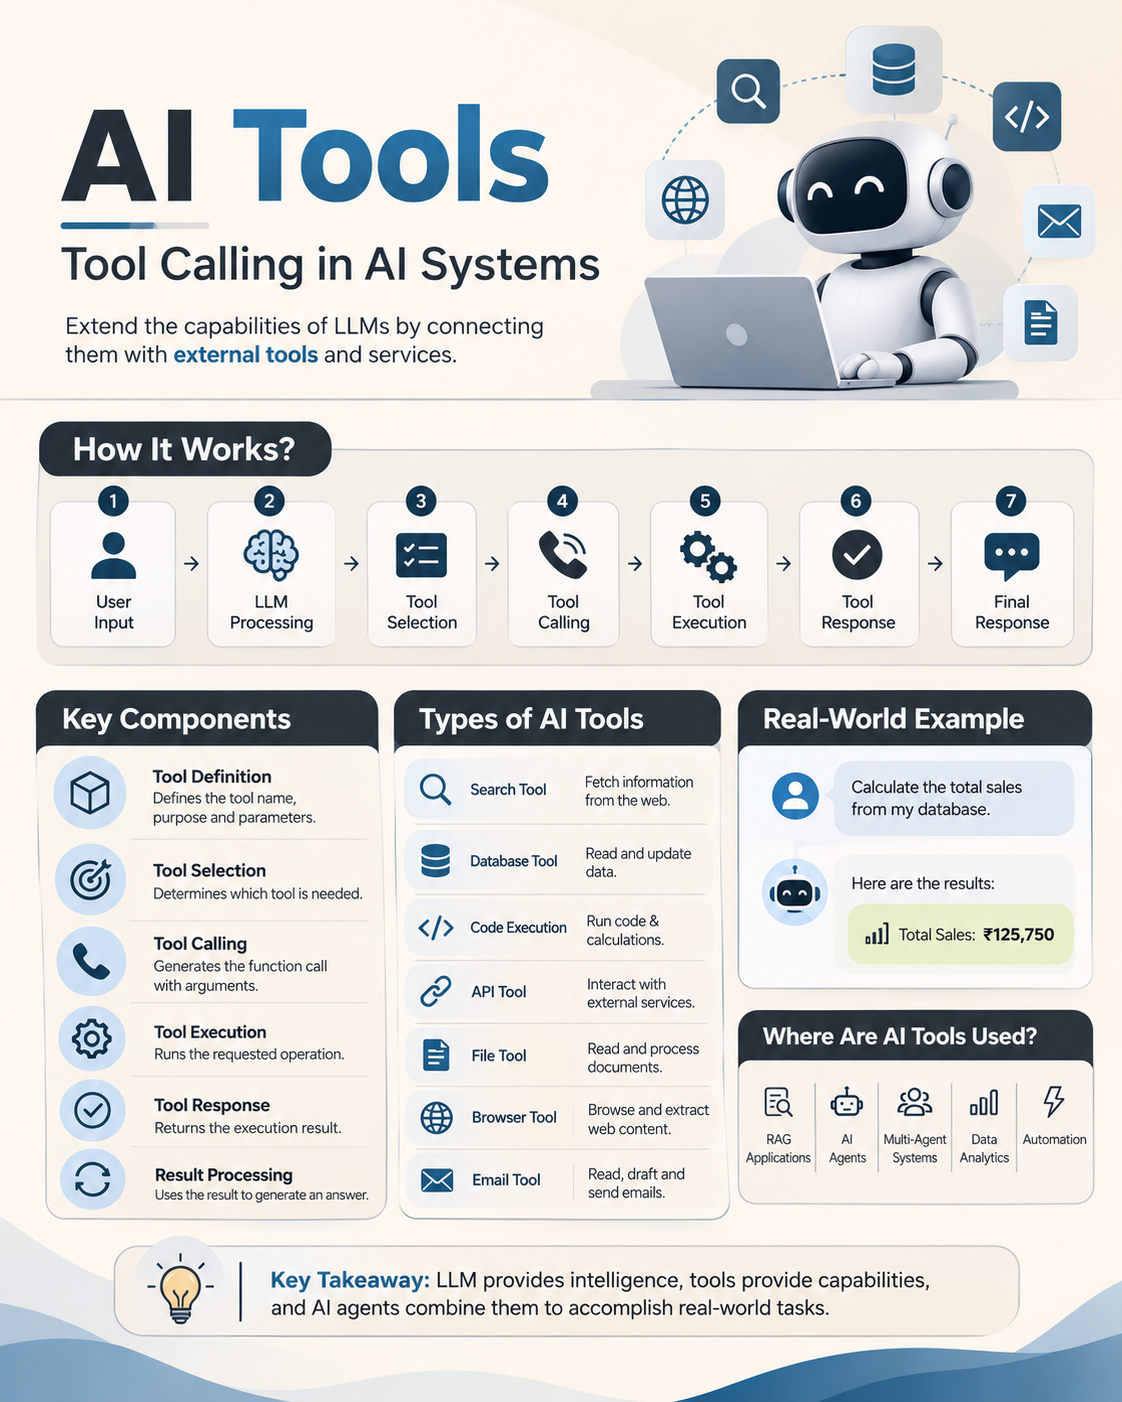 AI Tools
Tool Calling in AI Systems
Extend the capabilities of LLMs by connecting
them with external tools and services.
How It Works?
1
User
Input
2
LLM
Processing
3
Tool
Selection
4
Tool
Calling
5
Tool
Execution
6
Tool
Response
7
Final
Response
Key Components
Tool Definition
Defines the tool name,
purpose and parameters.
Tool Selection
Determines which tool is needed.
Tool Calling
Generates the function call
with arguments.
Tool Execution
Runs the requested operation.
Tool Response
Returns the execution result.
Result Processing
Uses the result to generate an answer.
Types of AI Tools
Search Tool
Fetch information
from the web.
Database Tool
Read and update
data.
Code Execution
Run code &
calculations.
API Tool
Interact with
external services.
File Tool
Read and process
documents.
Browser Tool
Browse and extract
web content.
Email Tool
Read, draft and
send emails.
Real-World Example
Calculate the total sales
from my database.
Here are the results:
Total Sales: ₹125,750
Where Are AI Tools Used?
RAG
Applications
AI
Agents
Multi-Agent
Systems
Data
Analytics
Automation
Key Takeaway: LLM provides intelligence, tools provide capabilities,
and AI agents combine them to accomplish real-world tasks.